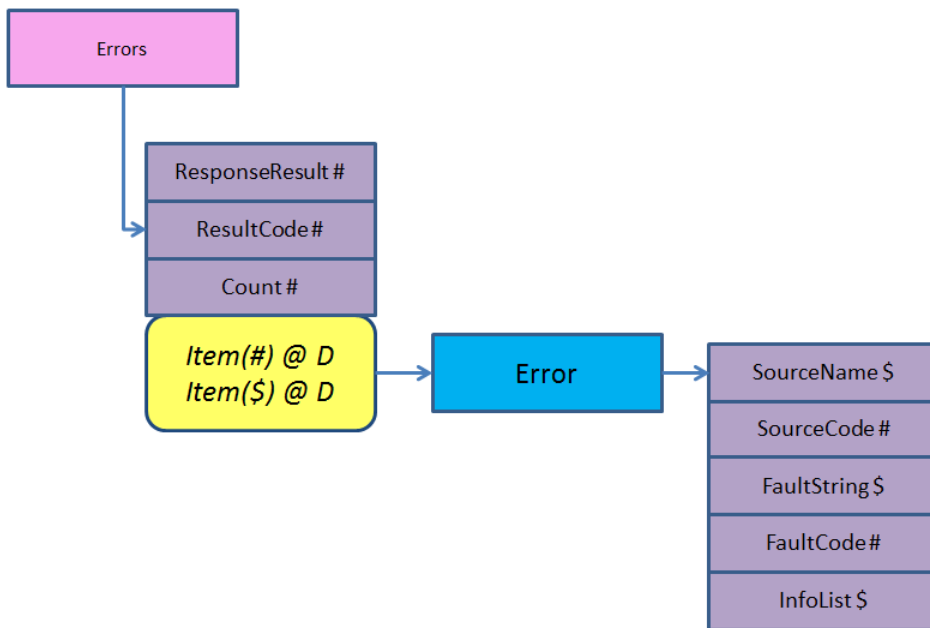 Errors
ResponseResult #
ResultCode #
Count #
Item(#) @ D
Item($) @ D
Error
SourceName $
SourceCode #
FaultString $
FaultCode #
InfoList $